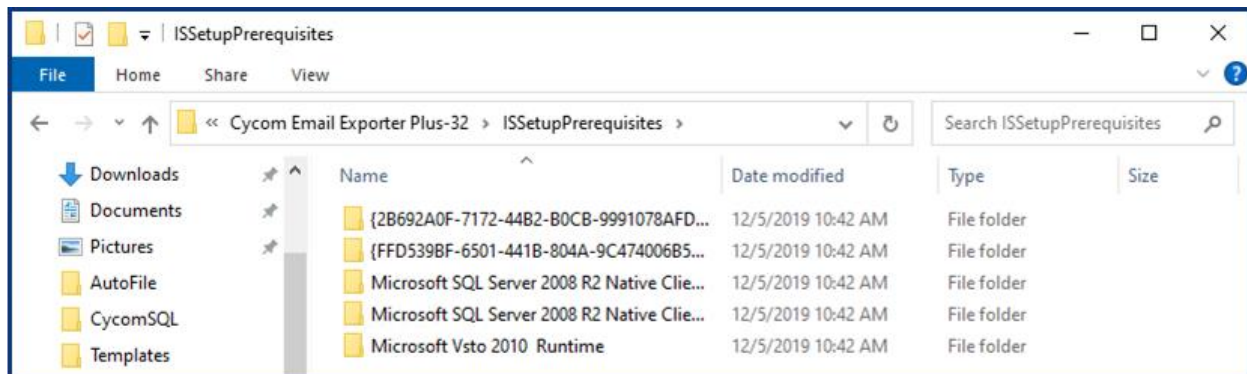 ISSetupPrerequisites
File Home Share View
« Cycom Email Exporter Plus-32 › ISSetupPrerequisites › Search ISSetupPrerequisites
Downloads
Documents
Pictures
AutoFile
CycomSQL
Templates
Name Date modified Type Size
{2B692A0F-7172-44B2-B0CB-9991078AFD... 12/5/2019 10:42 AM File folder
{FFD539BF-6501-441B-804A-9C474006B5... 12/5/2019 10:42 AM File folder
Microsoft SQL Server 2008 R2 Native Clie... 12/5/2019 10:42 AM File folder
Microsoft SQL Server 2008 R2 Native Clie... 12/5/2019 10:42 AM File folder
Microsoft Vsto 2010 Runtime 12/5/2019 10:42 AM File folder